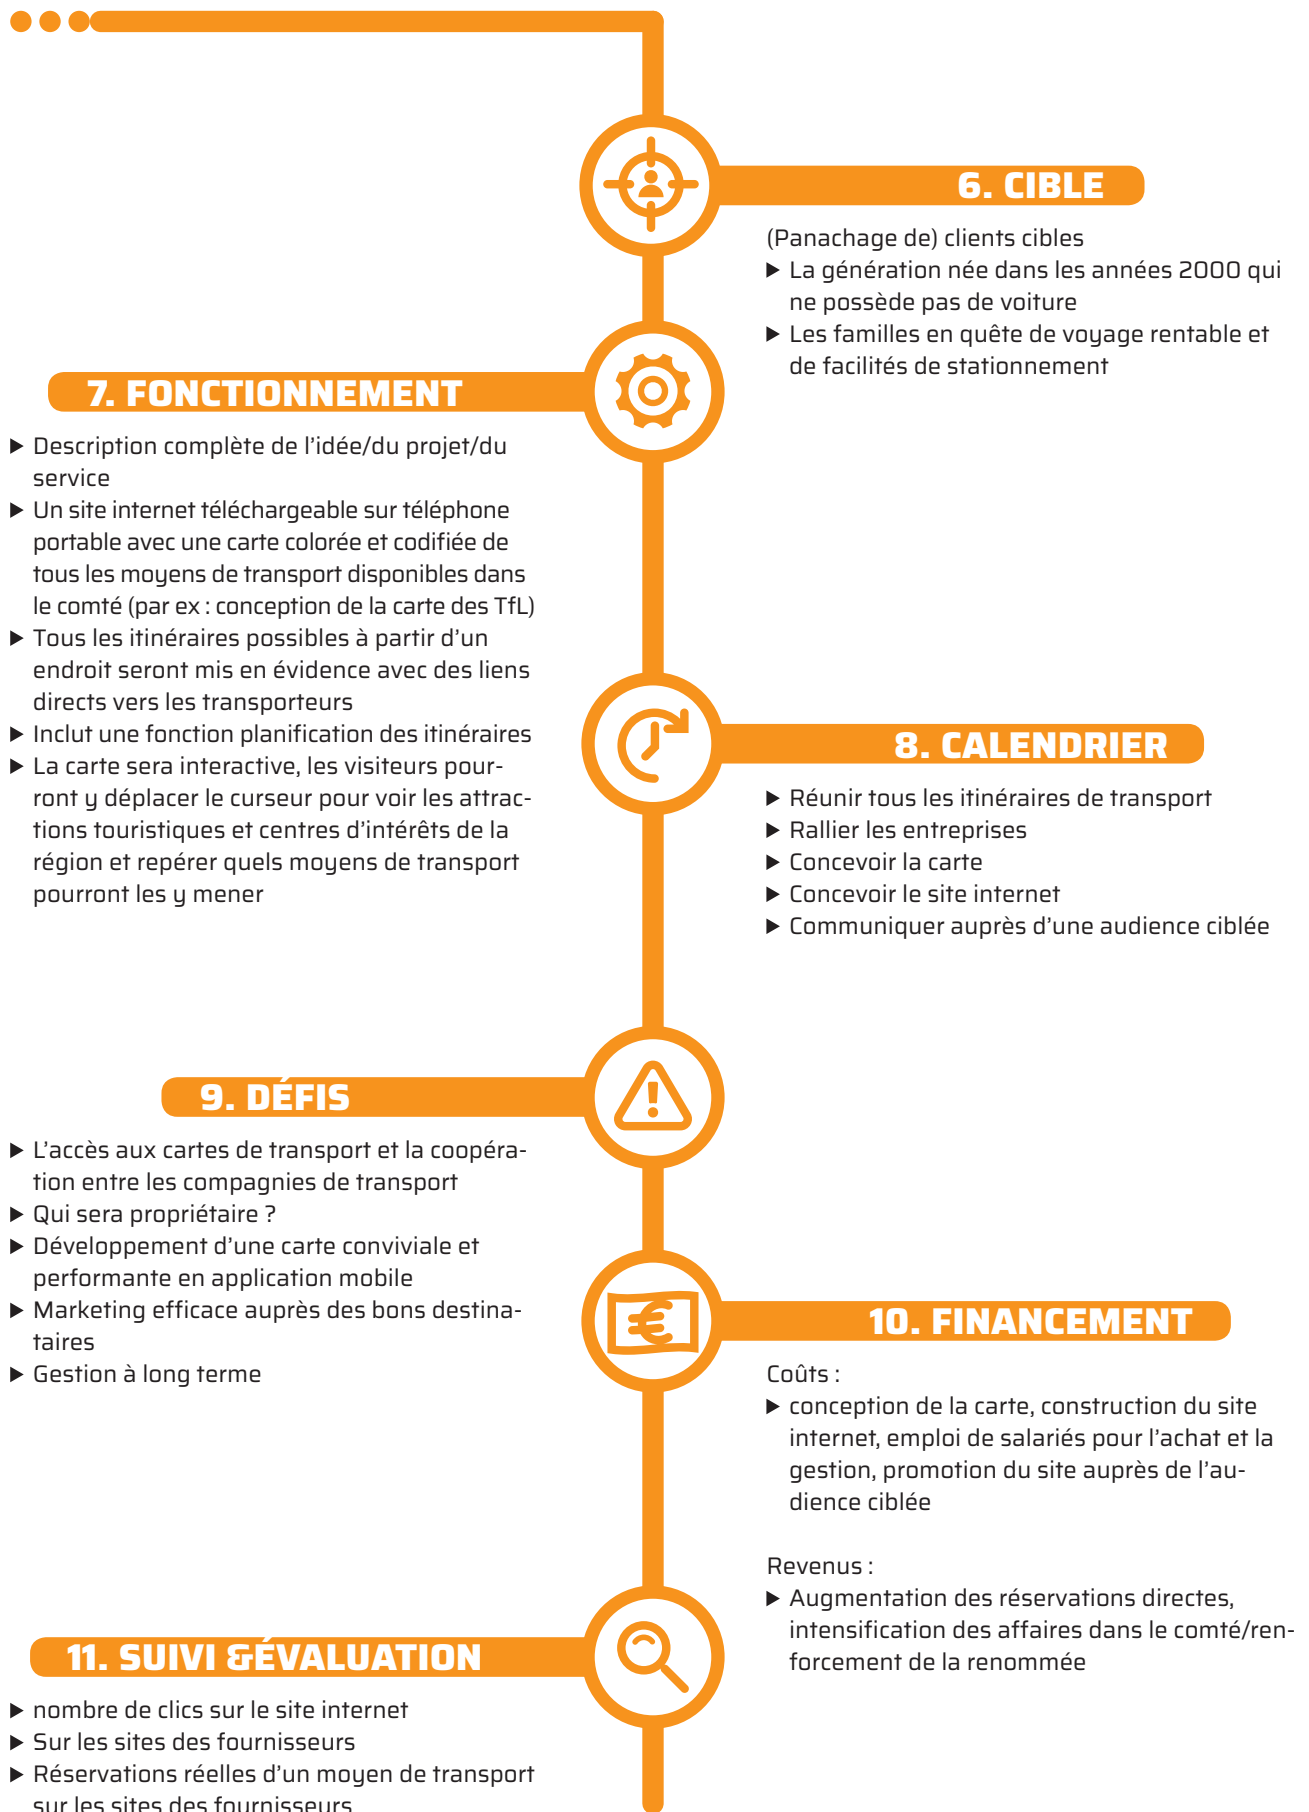 6. CIBLE
(Panachage de) clients cibles
▶ La génération née dans les années 2000 qui
ne possède pas de voiture
▶ Les familles en quête de voyage rentable et
de facilités de stationnement
7. FONCTIONNEMENT
▶ Description complète de l’idée/du projet/du
service
▶ Un site internet téléchargeable sur téléphone
portable avec une carte colorée et codifiée de
tous les moyens de transport disponibles dans
le comté (par ex : conception de la carte des TfL)
▶ Tous les itinéraires possibles à partir d’un
endroit seront mis en évidence avec des liens
directs vers les transporteurs
▶ Inclut une fonction planification des itinéraires
▶ La carte sera interactive, les visiteurs pour-
ront y déplacer le curseur pour voir les attrac-
tions touristiques et centres d’intérêts de la
région et repérer quels moyens de transport
pourront les y mener
8. CALENDRIER
▶ Réunir tous les itinéraires de transport
▶ Rallier les entreprises
▶ Concevoir la carte
▶ Concevoir le site internet
▶ Communiquer auprès d’une audience ciblée
9. DÉFIS
▶ L’accès aux cartes de transport et la coopéra-
tion entre les compagnies de transport
▶ Qui sera propriétaire ?
▶ Développement d’une carte conviviale et
performante en application mobile
▶ Marketing efficace auprès des bons destina-
taires
▶ Gestion à long terme
10. FINANCEMENT
Coûts :
▶ conception de la carte, construction du site
internet, emploi de salariés pour l’achat et la
gestion, promotion du site auprès de l’au-
dience ciblée
Revenus :
▶ Augmentation des réservations directes,
intensification des affaires dans le comté/ren-
forcement de la renommée
11. SUIVI &ÉVALUATION
▶ nombre de clics sur le site internet
▶ Sur les sites des fournisseurs
▶ Réservations réelles d’un moyen de transport
sur les sites des fournisseurs